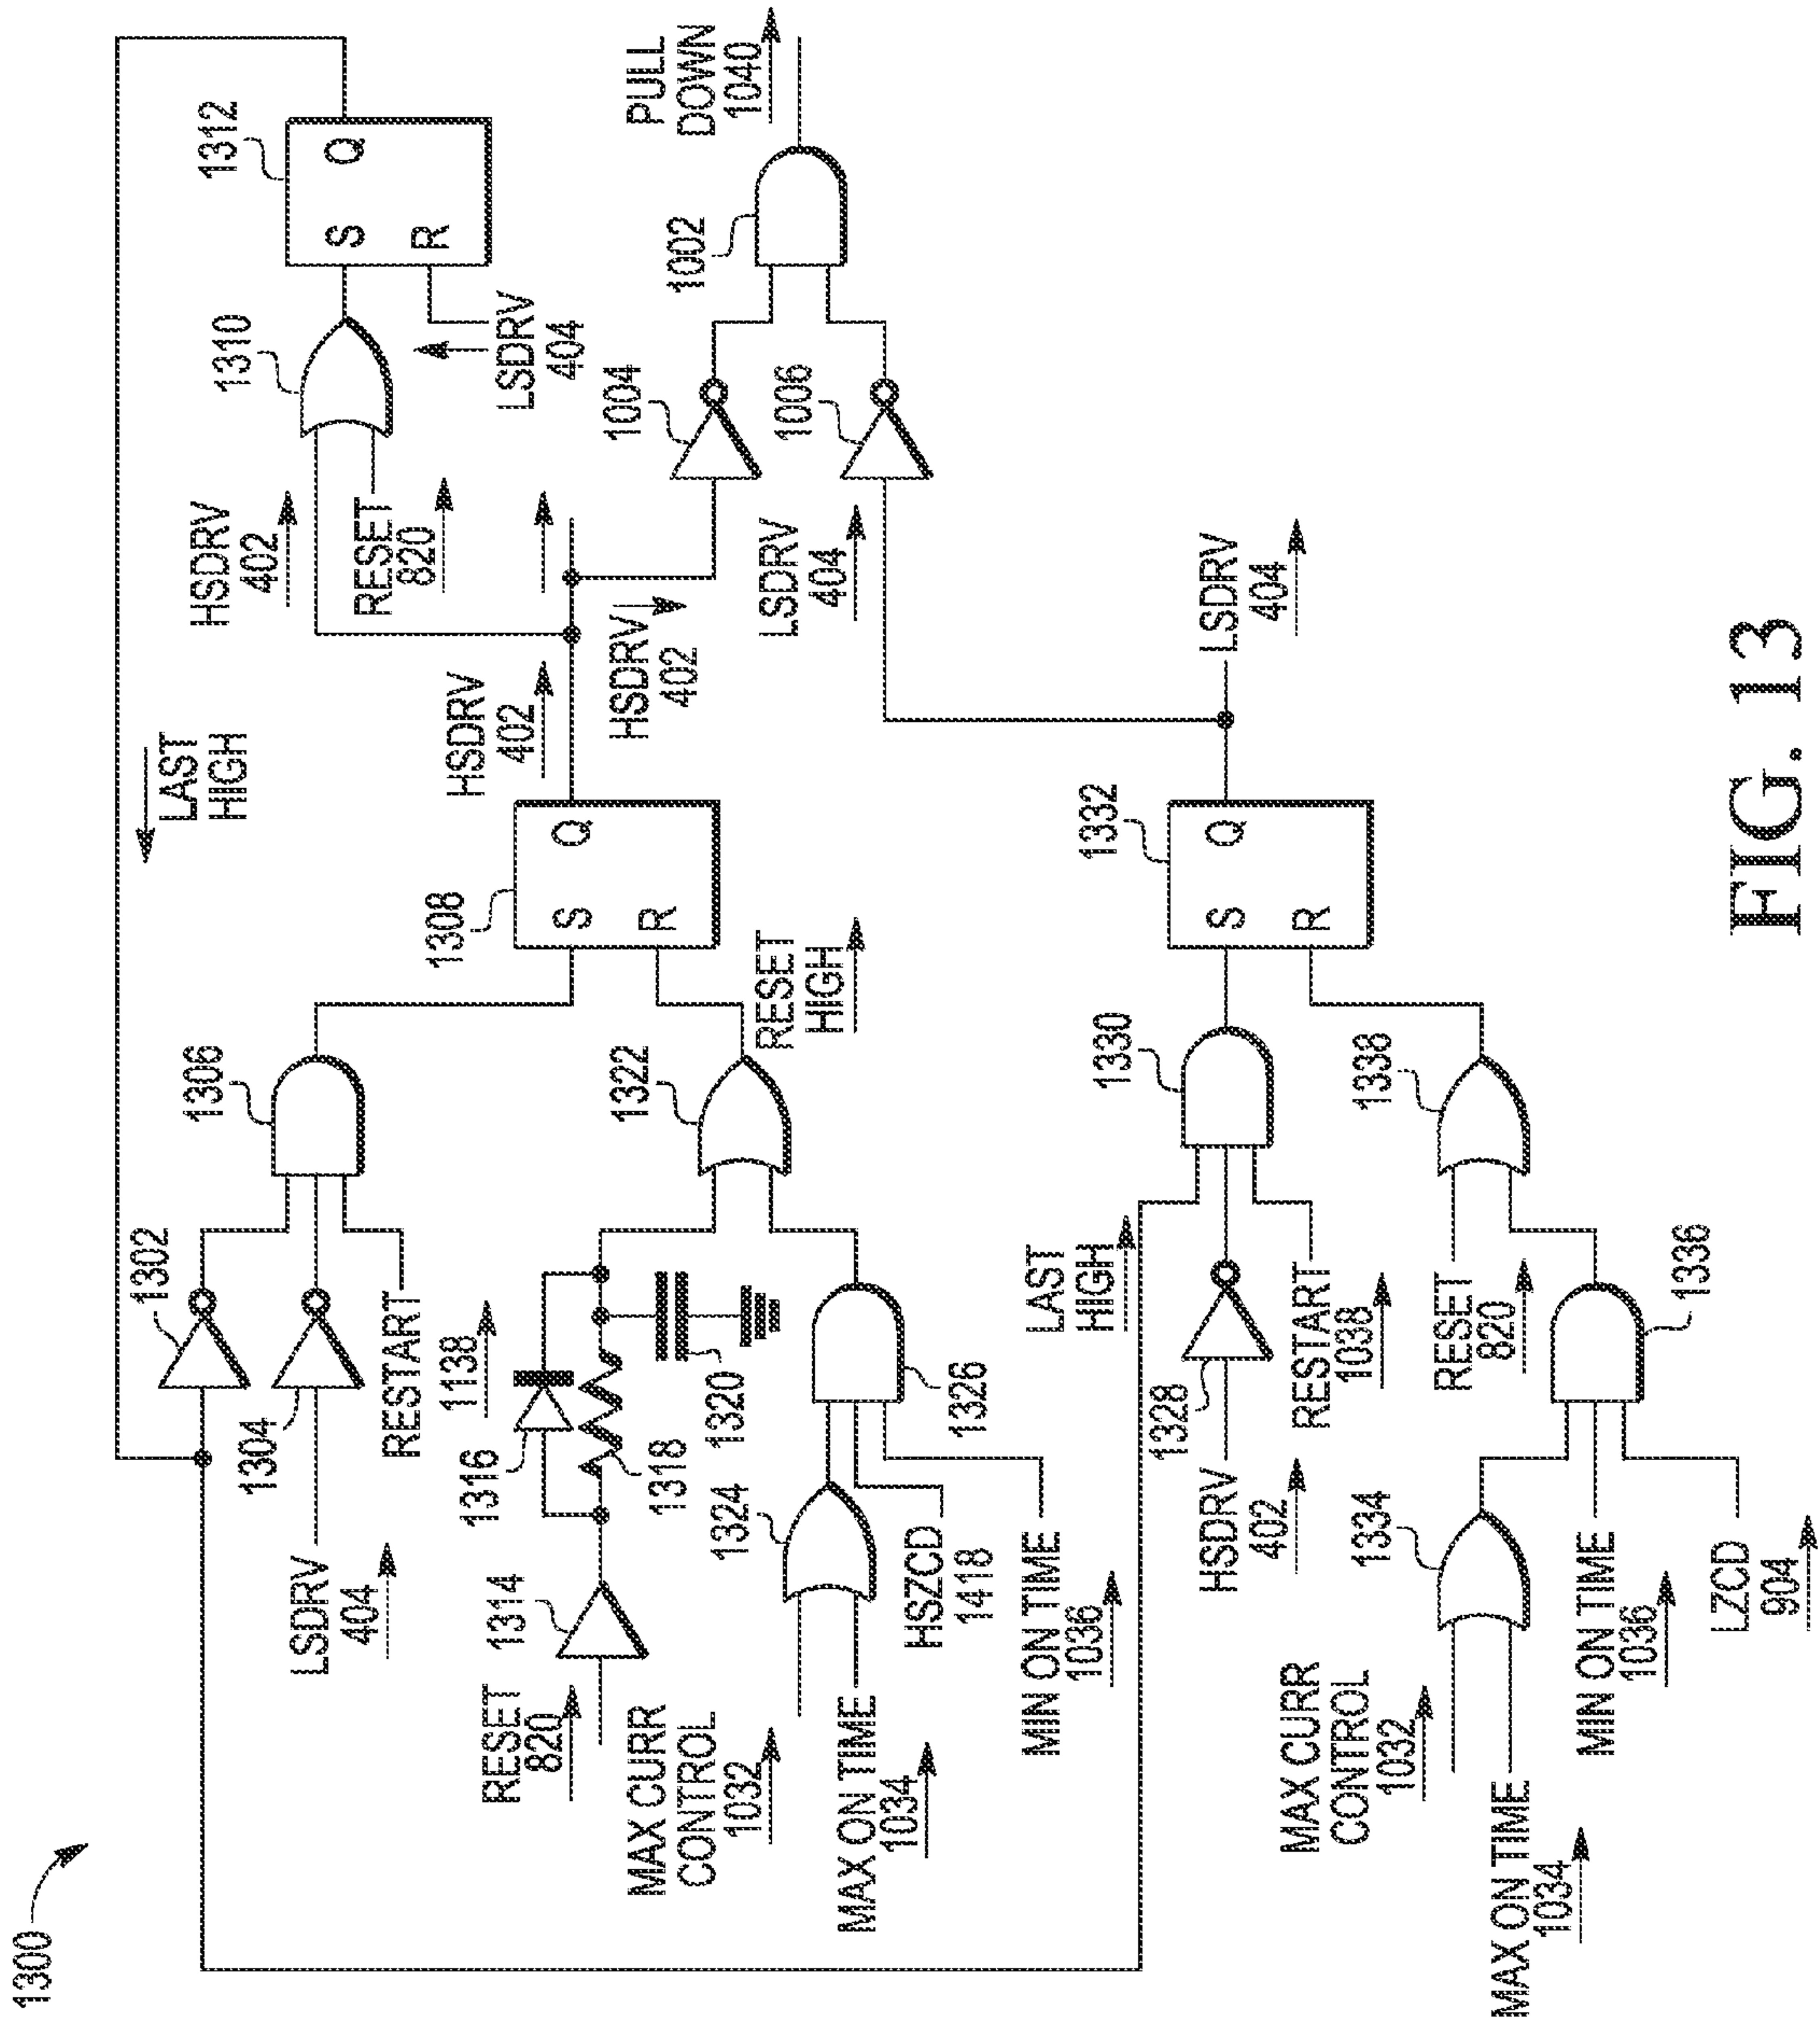 1300
LAST
HIGH
1312
S
Q
R
1310
HSDRV
402
RESET
820
LSDRV
404
1302
1304
LSDRV
404
RESTART
1306
1308
S
Q
R
HSDRV
402
HSDRV
402
PULL
DOWN
1040
1002
1004
1006
LSDRV
404
1314
RESET
820
1316
1318
1138
1320
1322
RESET
HIGH
MAX CURR
CONTROL
1032
MAX ON TIME
1034
1324
HSZCD
1418
MIN ON TIME
1036
1326
LAST
HIGH
1328
HSDRV
402
RESTART
1038
1330
1332
S
Q
R
LSDRV
404
1338
RESET
820
1334
MAX CURR
CONTROL
1032
MAX ON TIME
1034
MIN ON TIME
1036
LZCD
904
1336
FIG. 13